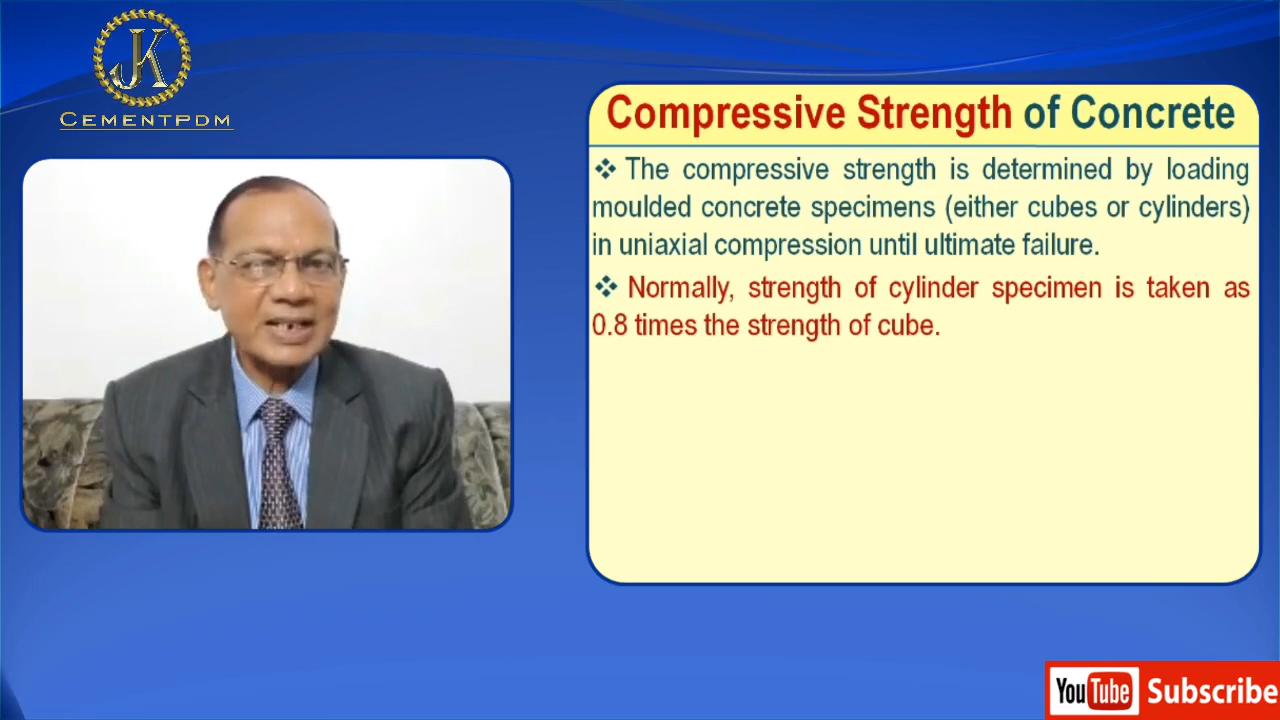 JK
CEMENTPDM
Compressive Strength of Concrete
❖ The compressive strength is determined by loading
moulded concrete specimens (either cubes or cylinders)
in uniaxial compression until ultimate failure.
❖ Normally, strength of cylinder specimen is taken as
0.8 times the strength of cube.
YouTube Subscribe